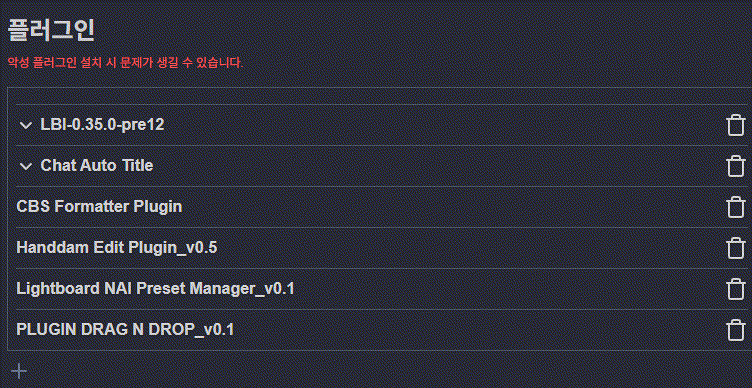 플러그인
악성 플러그인 설치 시 문제가 생길 수 있습니다.
LBI-0.35.0-pre12
Chat Auto Title
CBS Formatter Plugin
Handdam Edit Plugin_v0.5
Lightboard NAI Preset Manager_v0.1
PLUGIN DRAG N DROP_v0.1